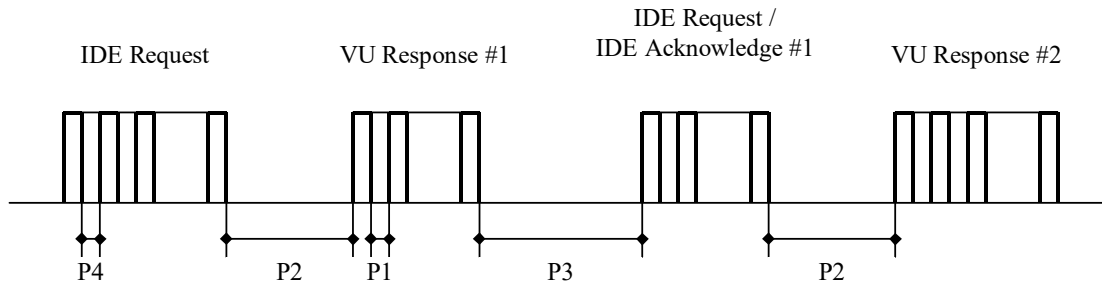 IDE Request
VU Response #1
IDE Request /
IDE Acknowledge #1
VU Response #2
P4
P2
P1
P3
P2